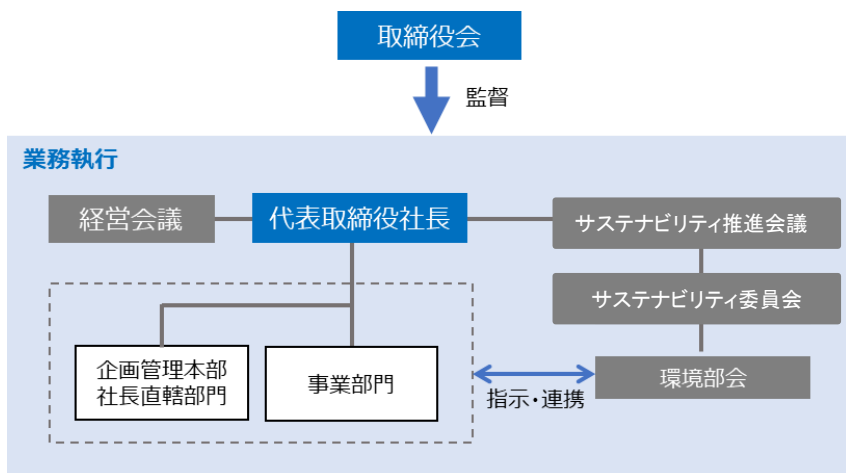 取締役会
監督
業務執行
経営会議
代表取締役社長
サステナビリティ推進会議
サステナビリティ委員会
企画管理本部
社長直轄部門
事業部門
指示・連携
環境部会